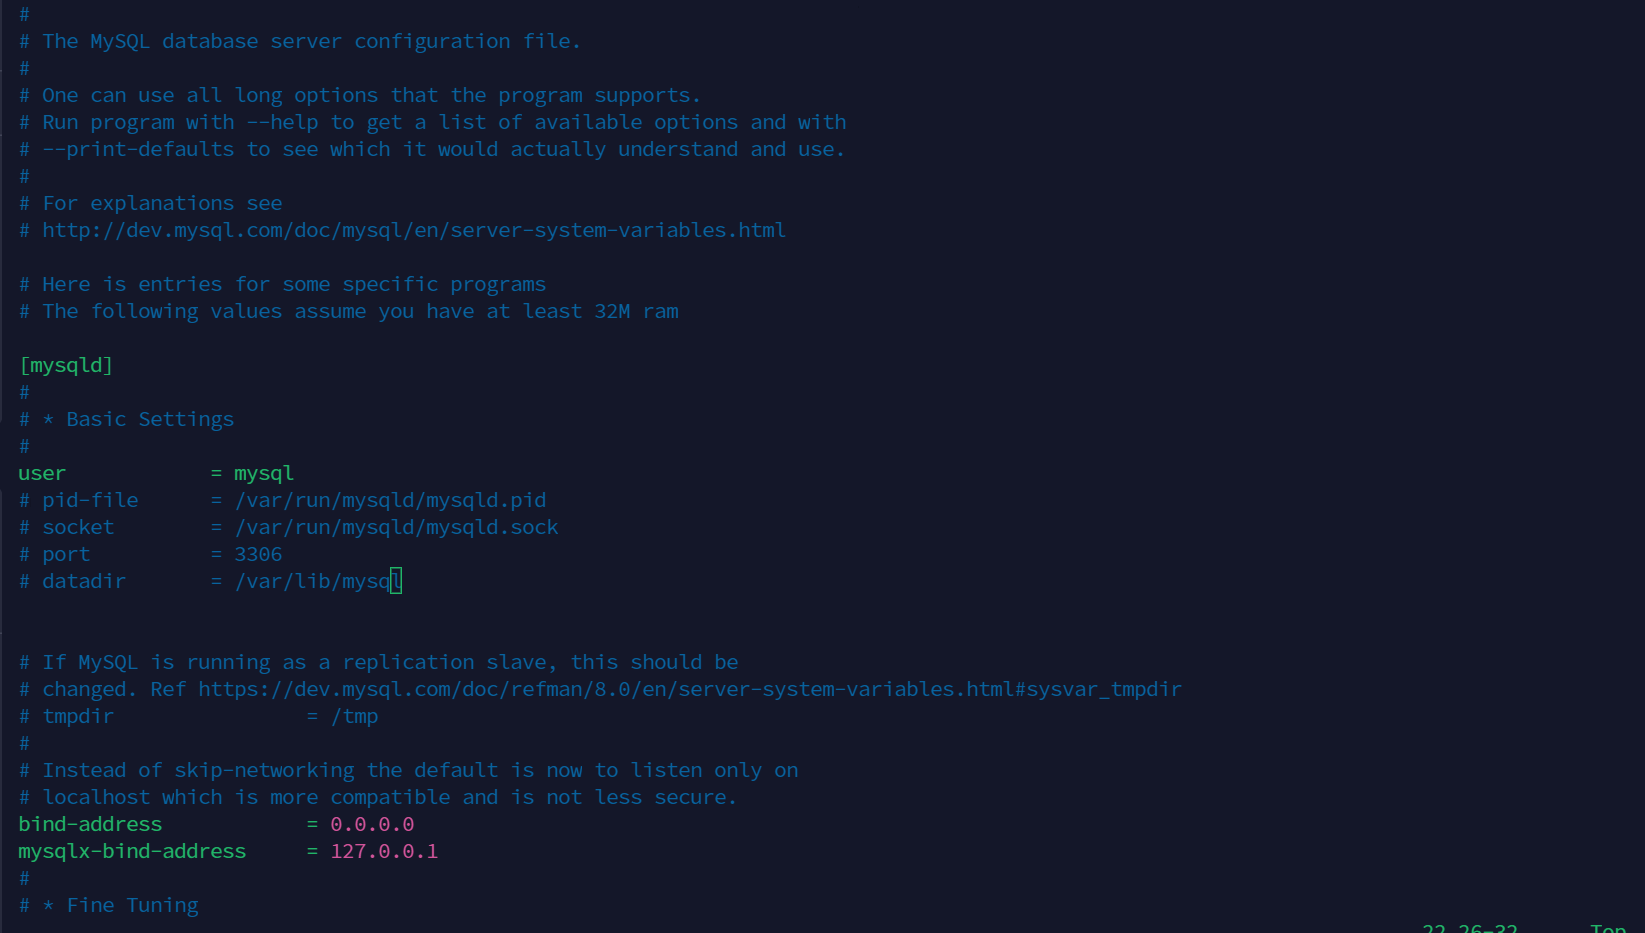 #
# The MySQL database server configuration file.
#
# One can use all long options that the program supports.
# Run program with --help to get a list of available options and with
# --print-defaults to see which it would actually understand and use.
#
# For explanations see
# http://dev.mysql.com/doc/mysql/en/server-system-variables.html

# Here is entries for some specific programs
# The following values assume you have at least 32M ram

[mysqld]
#
# * Basic Settings
#
user            = mysql
# pid-file      = /var/run/mysqld/mysqld.pid
# socket        = /var/run/mysqld/mysqld.sock
# port          = 3306
# datadir       = /var/lib/mysql


# If MySQL is running as a replication slave, this should be
# changed. Ref https://dev.mysql.com/doc/refman/8.0/en/server-system-variables.html#sysvar_tmpdir
# tmpdir                = /tmp
#
# Instead of skip-networking the default is now to listen only on
# localhost which is more compatible and is not less secure.
bind-address            = 0.0.0.0
mysqlx-bind-address     = 127.0.0.1
#
# * Fine Tuning
22,26-32      Top